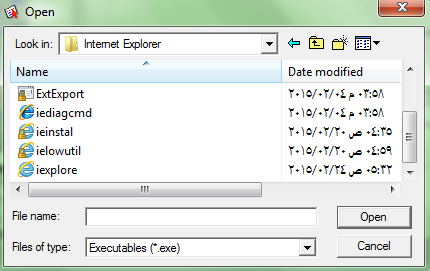 Open
Look in: Internet Explorer
Name Date modified
ExtExport ٠٣:٥٨ م ٢٠١٥/٠٢/٠٤
iediagcmd ٠٣:٥٨ م ٢٠١٥/٠٢/٠٤
ieinstal ٠٤:٣٥ ص ٢٠١٥/٠٢/٢٠
ielowutil ٠٤:٥٩ ص ٢٠١٥/٠٢/٢٠
iexplore ٠٥:٣٢ ص ٢٠١٥/٠٢/٢٤
File name: Open
Files of type: Executables (*.exe) Cancel